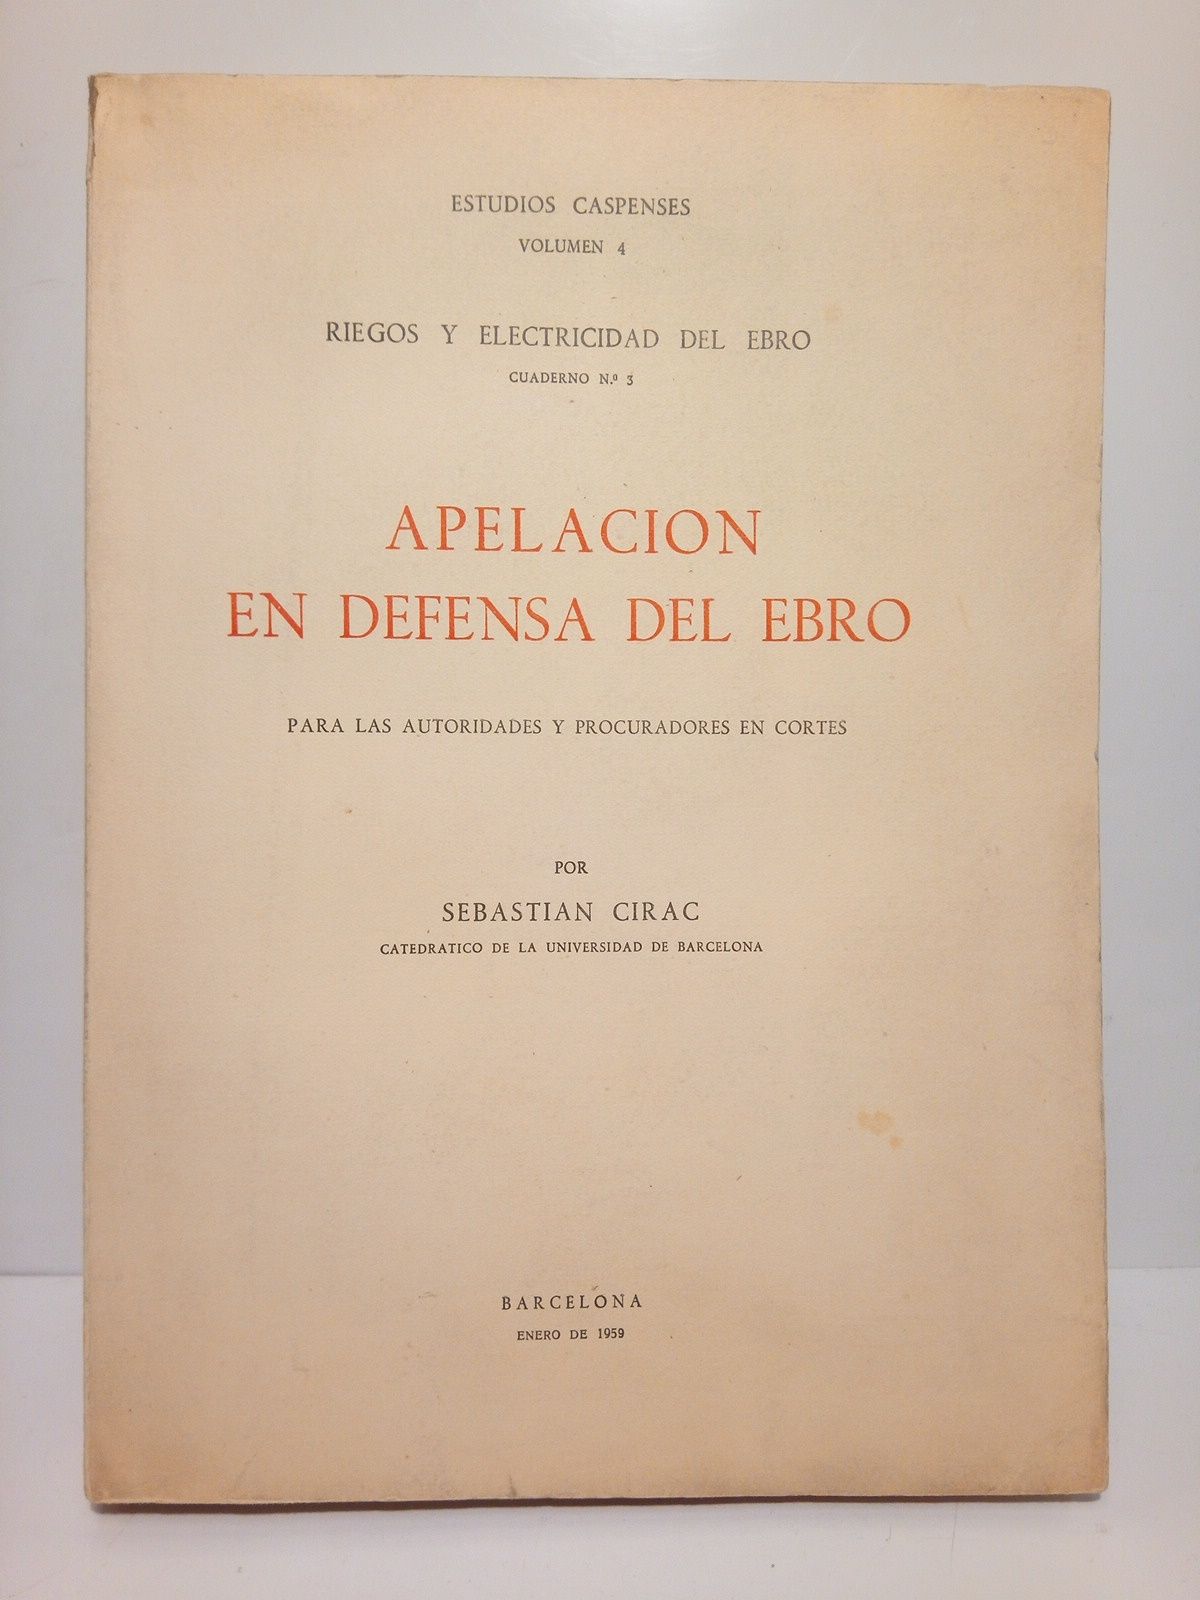 ESTUDIOS CASPENSES
VOLUMEN 4
RIEGOS Y ELECTRICIDAD DEL EBRO
CUADERNO N.º 3
APELACION
EN DEFENSA DEL EBRO
PARA LAS AUTORIDADES Y PROCURADORES EN CORTES
POR
SEBASTIAN CIRAC
CATEDRATICO DE LA UNIVERSIDAD DE BARCELONA
BARCELONA
ENERO DE 1959